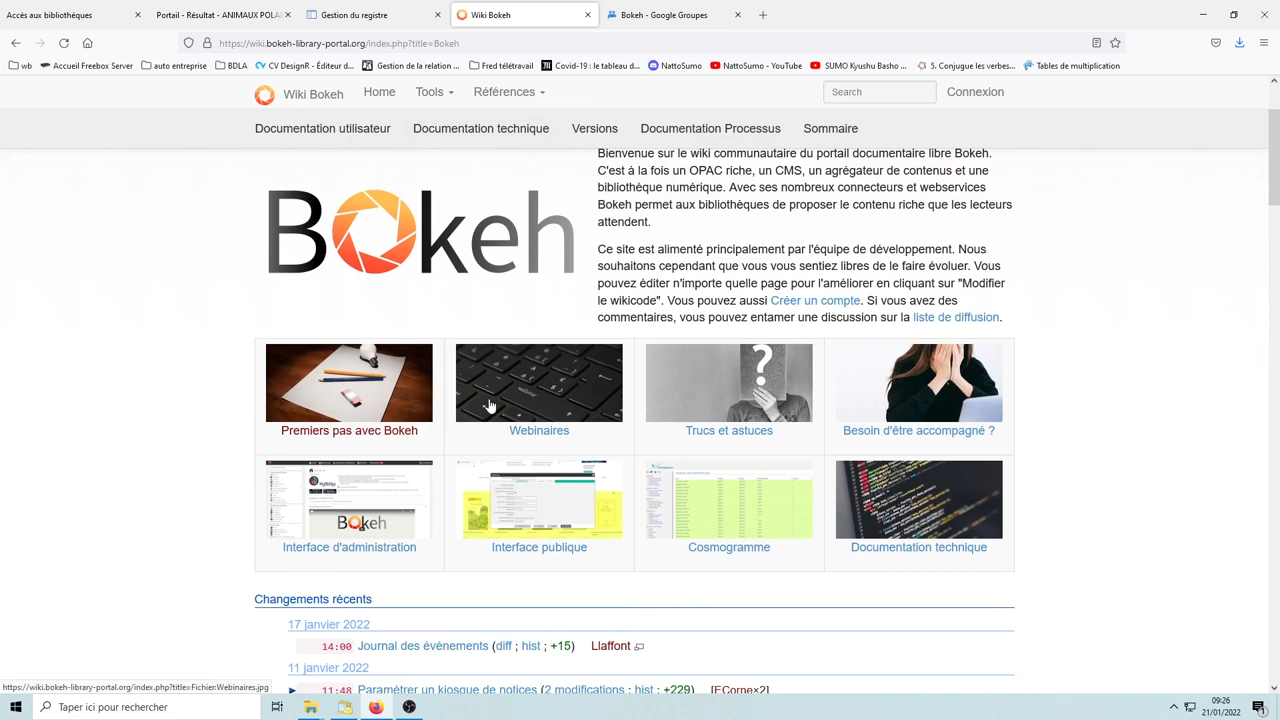 Accès aux bibliothèques
Portail - Résultat - ANIMAUX POLAI
Gestion du registre
Wiki Bokeh
Bokeh - Google Groupes
https://wiki.bokeh-library-portal.org/index.php?title=Bokeh
wb
Accueil Freebox Server
auto entreprise
BDLA
CV DesignR - Éditeur d...
Gestion de la relation ...
Fred télétravail
Covid-19 : le tableau d...
NattoSumo
NattoSumo - YouTube
SUMO Kyushu Basho ...
5. Conjugue les verbes...
Tables de multiplication
Wiki Bokeh
Home
Tools
Références
Search
Connexion
Documentation utilisateur
Documentation technique
Versions
Documentation Processus
Sommaire
Bokeh
Bienvenue sur le wiki communautaire du portail documentaire libre Bokeh.
C'est à la fois un OPAC riche, un CMS, un agrégateur de contenus et une
bibliothèque numérique. Avec ses nombreux connecteurs et webservices
Bokeh permet aux bibliothèques de proposer le contenu riche que les lecteurs
attendent.
Ce site est alimenté principalement par l'équipe de développement. Nous
souhaitons cependant que vous vous sentiez libres de le faire évoluer. Vous
pouvez éditer n'importe quelle page pour l'améliorer en cliquant sur "Modifier
le wikicode". Vous pouvez aussi Créer un compte. Si vous avez des
commentaires, vous pouvez entamer une discussion sur la liste de diffusion.
webinar
?
Premiers pas avec Bokeh
Webinaires
Trucs et astuces
Besoin d'être accompagné ?
Bokeh
Interface d'administration
Interface publique
Cosmogramme
Documentation technique
Changements récents
17 janvier 2022
14:00 Journal des événements (diff ; hist ; +15) Llaffont
11 janvier 2022
11:48 Paramétrer un kiosque de notices (2 modifications ; hist ; +229) [ECorne×2]
https://wiki.bokeh-library-portal.org/index.php?title=Fichier:Webinaires.jpg
Taper ici pour rechercher
09:26
21/01/2022
1